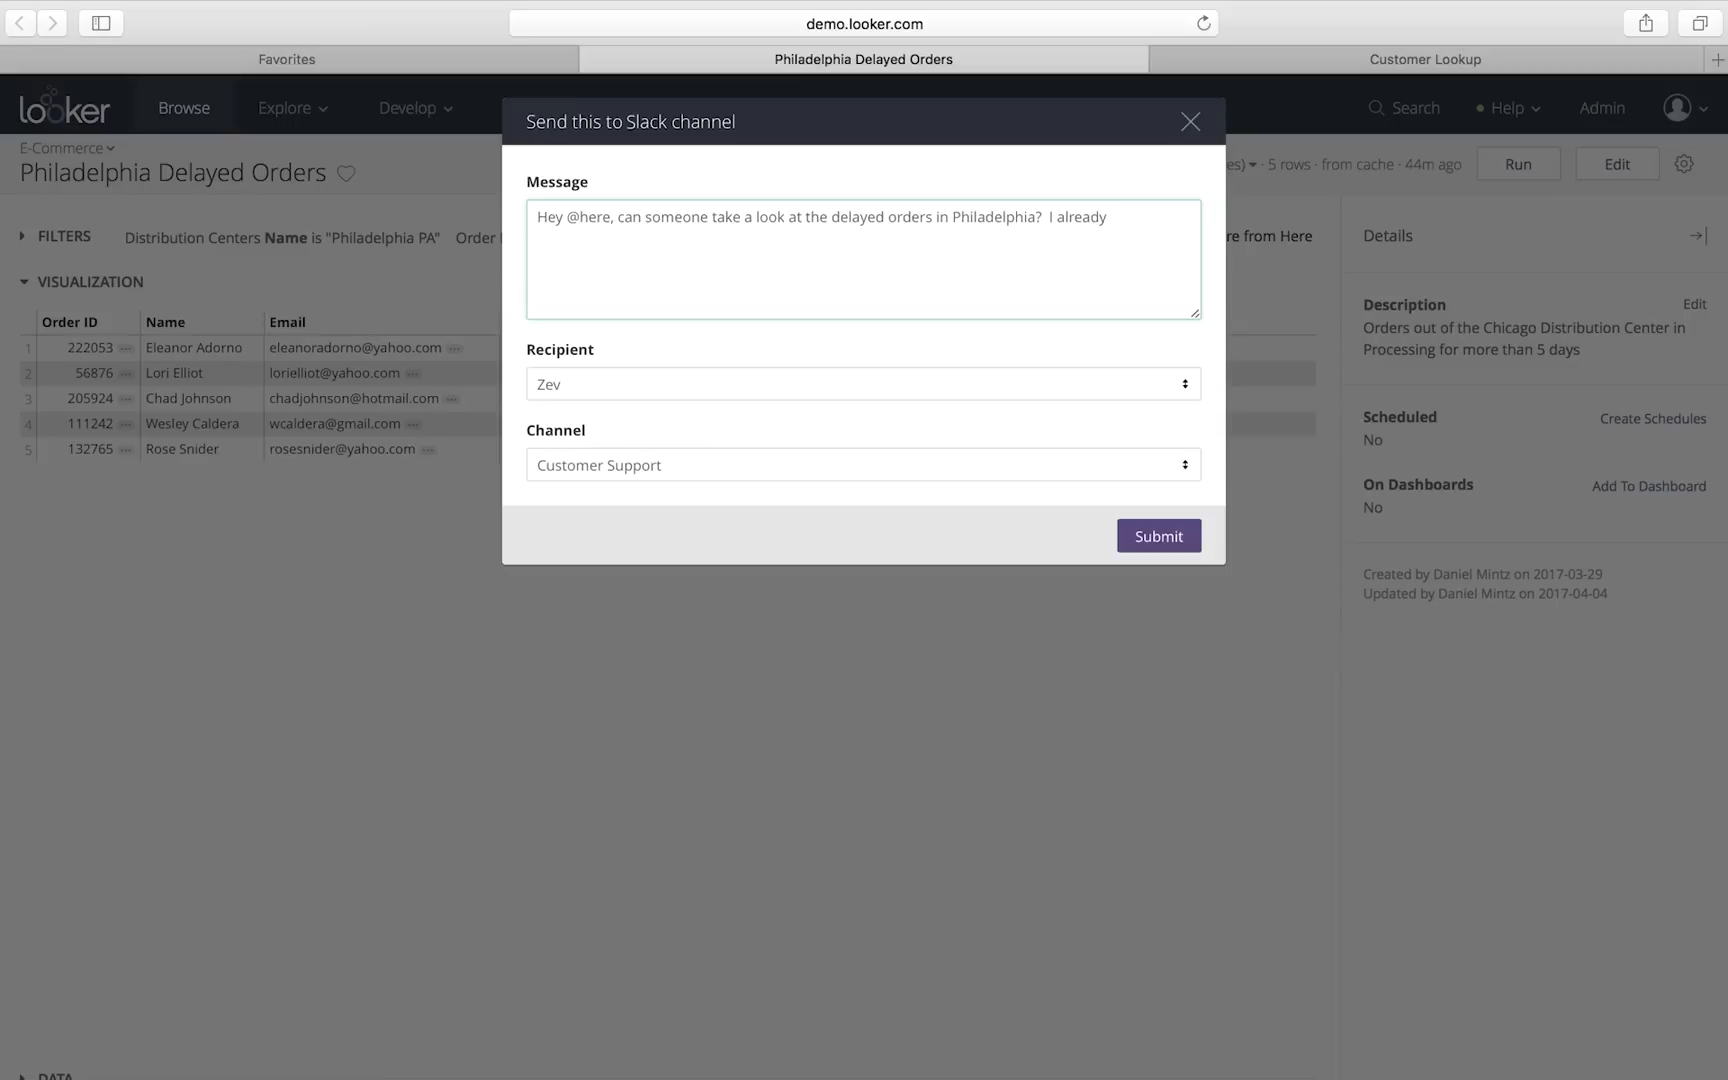 demo.looker.com
Favorites
Philadelphia Delayed Orders
Customer Lookup
looker
Browse
Explore
Develop
Search
Help
Admin
E-Commerce
Philadelphia Delayed Orders
es) · 5 rows · from cache · 44m ago
Run
Edit
Send this to Slack channel
Message
Hey @here, can someone take a look at the delayed orders in Philadelphia?  I already
Recipient
Zev
Channel
Customer Support
Submit
FILTERS
Distribution Centers Name is "Philadelphia PA"
Order
re from Here
VISUALIZATION
Order ID Name Email
1 222053 Eleanor Adorno eleanoradorno@yahoo.com
2 56876 Lori Elliot lorielliot@yahoo.com
3 205924 Chad Johnson chadjohnson@hotmail.com
4 111242 Wesley Caldera wcaldera@gmail.com
5 132765 Rose Snider rosesnider@yahoo.com
Details
Description
Edit
Orders out of the Chicago Distribution Center in
Processing for more than 5 days
Scheduled
Create Schedules
No
On Dashboards
Add To Dashboard
No
Created by Daniel Mintz on 2017-03-29
Updated by Daniel Mintz on 2017-04-04
DATA